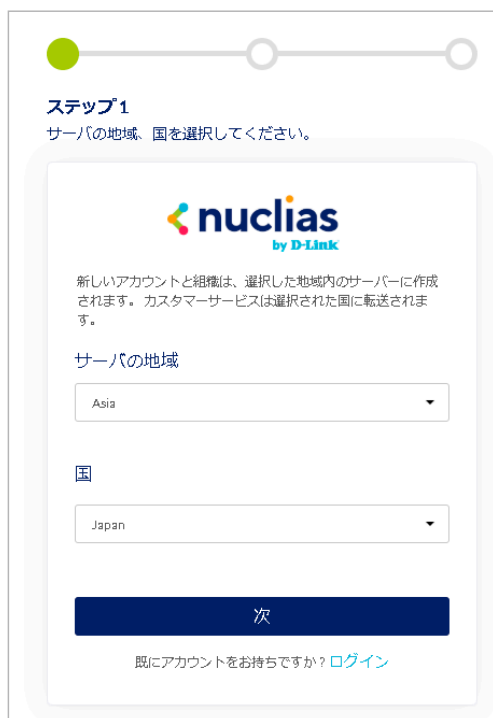 ステップ1
サーバの地域、国を選択してください。
nuclias
by D-Link
新しいアカウントと組織は、選択した地域内のサーバーに作成
されます。カスタマーサービスは選択された国に転送されま
す。
サーバの地域
Asia
国
Japan
次
既にアカウントをお持ちですか？ログイン